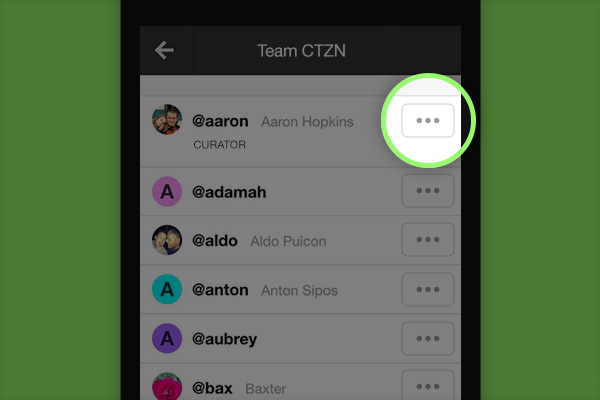 Team CTZN
@aaron Aaron Hopkins
CURATOR
A @adamah
@aldo Aldo Puicon
A @anton Anton Sipos
A @aubrey
@bax Baxter